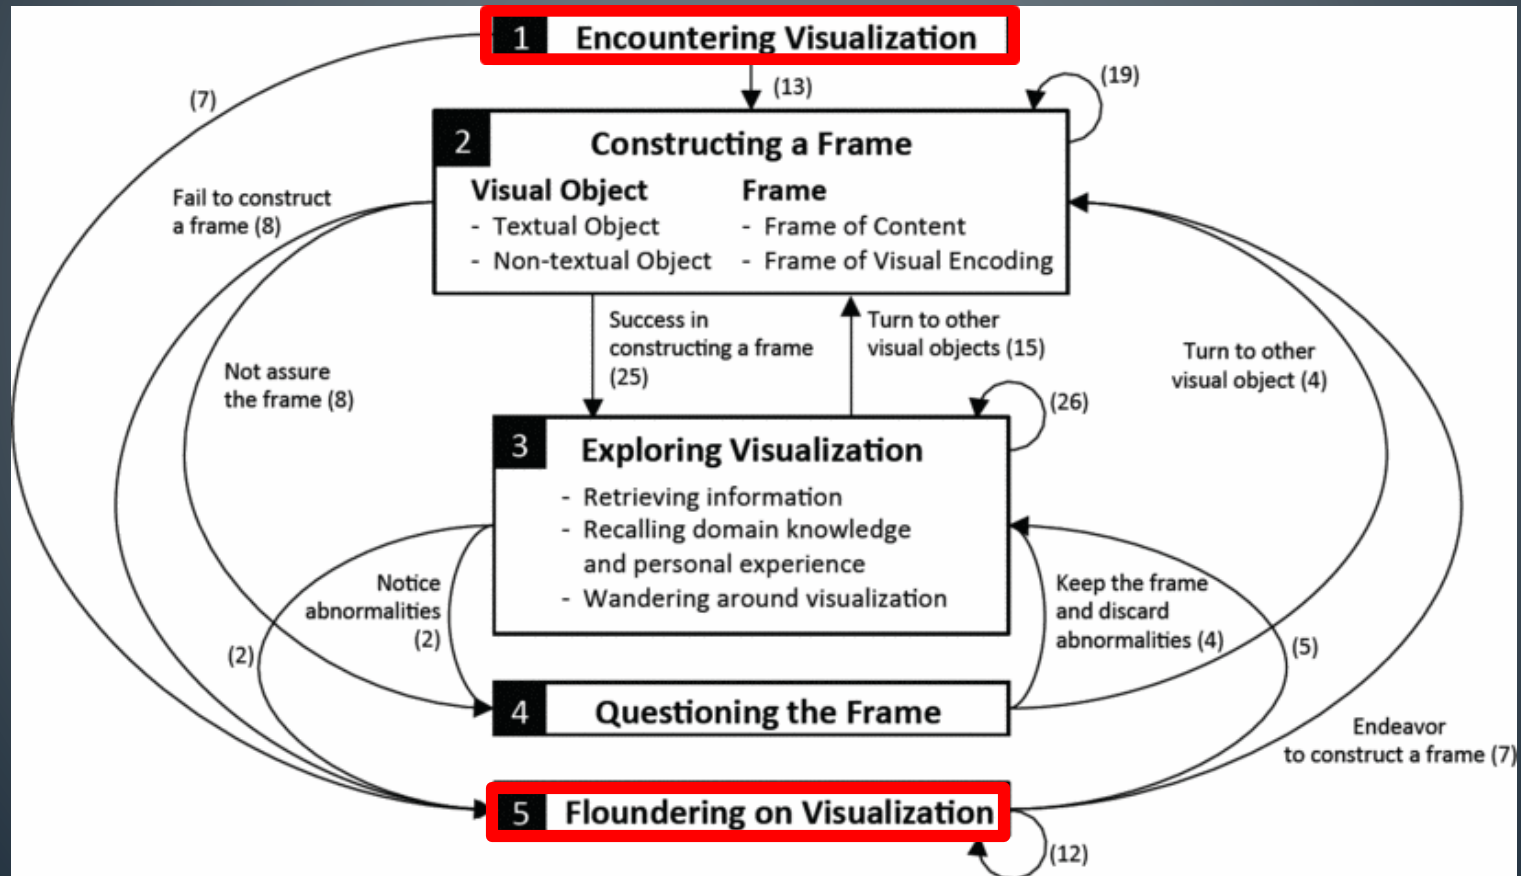 1 Encountering Visualization
(13)
(19)
(7)
2 Constructing a Frame
Visual Object
- Textual Object
- Non-textual Object
Frame
- Frame of Content
- Frame of Visual Encoding
Fail to construct
a frame (8)
Not assure
the frame (8)
Success in
constructing a frame
(25)
Turn to other
visual objects (15)
Turn to other
visual object (4)
(26)
3 Exploring Visualization
- Retrieving information
- Recalling domain knowledge
and personal experience
- Wandering around visualization
Notice
abnormalities
(2)
(2)
Keep the frame
and discard
abnormalities (4)
(5)
4 Questioning the Frame
Endeavor
to construct a frame (7)
5 Floundering on Visualization
(12)